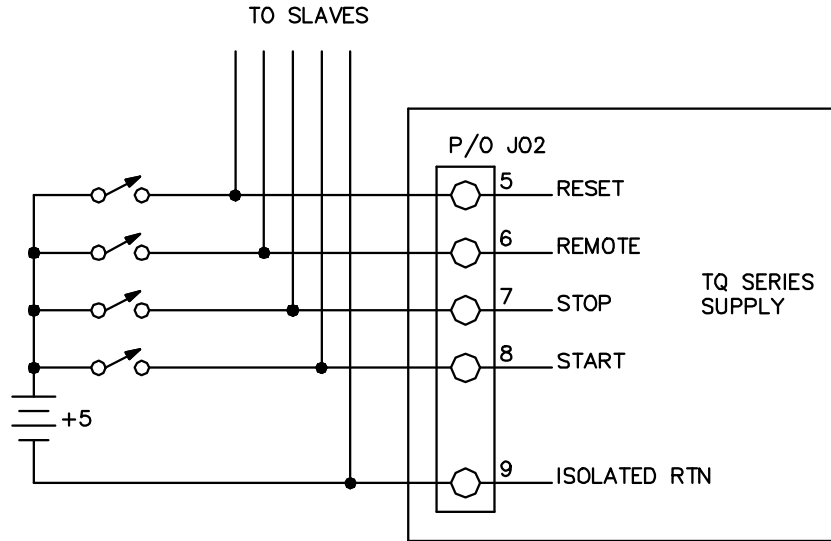 TO SLAVES
P/O J02
5 RESET
6 REMOTE
7 STOP
8 START
9 ISOLATED RTN
TQ SERIES
SUPPLY
+5